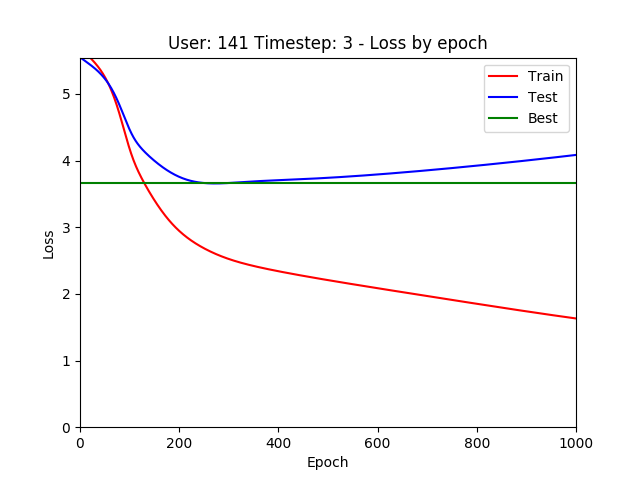 User: 141 Timestep: 3 - Loss by epoch
Train
Test
Best
Loss
5
4
3
2
1
0
0 200 400 600 800 1000
Epoch